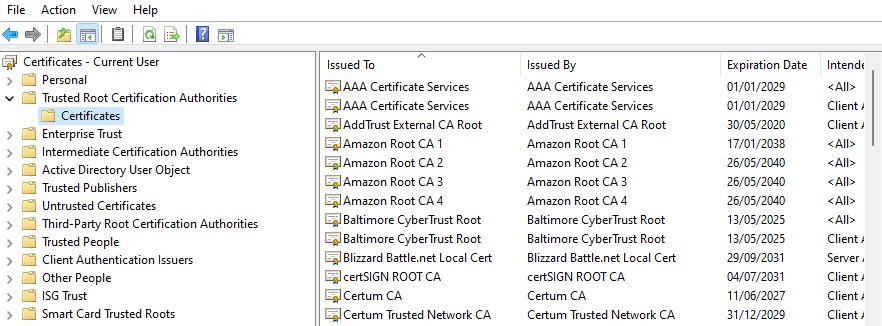 File Action View Help
Certificates - Current User
Personal
Trusted Root Certification Authorities
Certificates
Enterprise Trust
Intermediate Certification Authorities
Active Directory User Object
Trusted Publishers
Untrusted Certificates
Third-Party Root Certification Authorities
Trusted People
Client Authentication Issuers
Other People
ISG Trust
Smart Card Trusted Roots
Issued To Issued By Expiration Date Intende
AAA Certificate Services AAA Certificate Services 01/01/2029 <All>
AAA Certificate Services AAA Certificate Services 01/01/2029 Client A
AddTrust External CA Root AddTrust External CA Root 30/05/2020 Client A
Amazon Root CA 1 Amazon Root CA 1 17/01/2038 <All>
Amazon Root CA 2 Amazon Root CA 2 26/05/2040 <All>
Amazon Root CA 3 Amazon Root CA 3 26/05/2040 <All>
Amazon Root CA 4 Amazon Root CA 4 26/05/2040 <All>
Baltimore CyberTrust Root Baltimore CyberTrust Root 13/05/2025 <All>
Baltimore CyberTrust Root Baltimore CyberTrust Root 13/05/2025 Client A
Blizzard Battle.net Local Cert Blizzard Battle.net Local Cert 29/09/2031 Server A
certSIGN ROOT CA certSIGN ROOT CA 04/07/2031 Client A
Certum CA Certum CA 11/06/2027 Client A
Certum Trusted Network CA Certum Trusted Network CA 31/12/2029 Client A